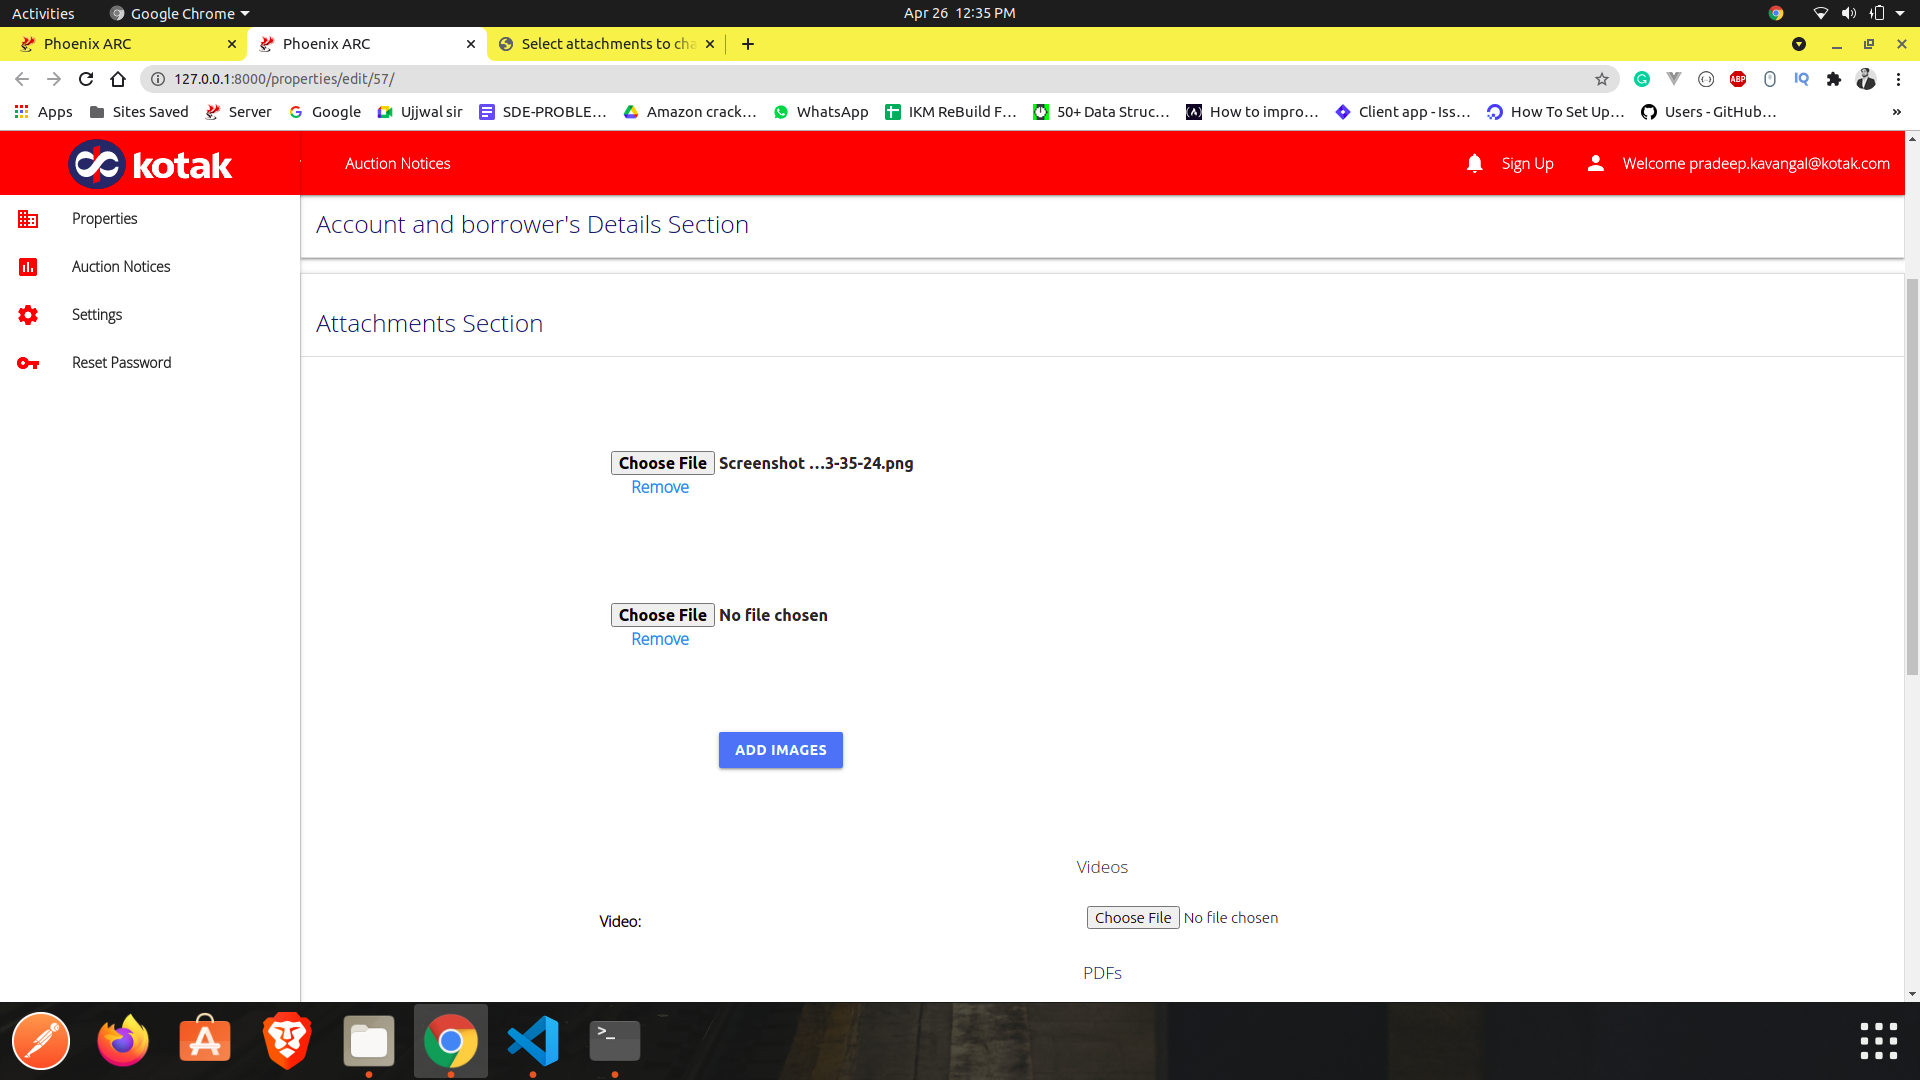 Activities
Google Chrome
Apr 26 12:35 PM
Phoenix ARC
Phoenix ARC
Select attachments to cha
127.0.0.1:8000/properties/edit/57/
ABP
IQ
Apps
Sites Saved
Server
Google
Ujjwal sir
SDE-PROBLE...
Amazon crack...
WhatsApp
IKM ReBuild F...
50+ Data Struc...
How to impro...
Client app - Iss...
How To Set Up...
Users - GitHub...
»
kotak
Auction Notices
Sign Up
Welcome pradeep.kavangal@kotak.com
Properties
Auction Notices
Settings
Reset Password
Account and borrower's Details Section
Attachments Section
Choose File Screenshot ...3-35-24.png
Remove
Choose File No file chosen
Remove
ADD IMAGES
Videos
Video:
Choose File No file chosen
PDFs